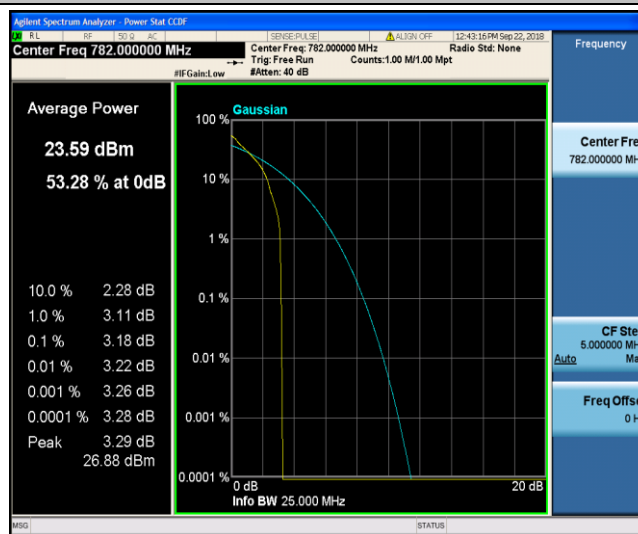 Agilent Spectrum Analyzer - Power Stat CCDF
RL RF 50 Ω AC SENSE:PULSE ALIGN OFF 12:43:16 PM Sep 22, 2018
Center Freq 782.000000 MHz
Center Freq: 782.000000 MHz Radio Std: None
Trig: Free Run Counts:1.00 M/1.00 Mpt
#IFGain:Low #Atten: 40 dB
Frequency
Average Power
23.59 dBm
53.28 % at 0dB
10.0 % 2.28 dB
1.0 % 3.11 dB
0.1 % 3.18 dB
0.01 % 3.22 dB
0.001 % 3.26 dB
0.0001 % 3.28 dB
Peak 3.29 dB
26.88 dBm
Gaussian
100 %
10 %
1 %
0.1 %
0.01 %
0.001 %
0.0001 %
0 dB 20 dB
Info BW 25.000 MHz
Center Fre
782.000000 MH
CF Ste
5.000000 MH
Auto Ma
Freq Offse
0 H
MSG STATUS